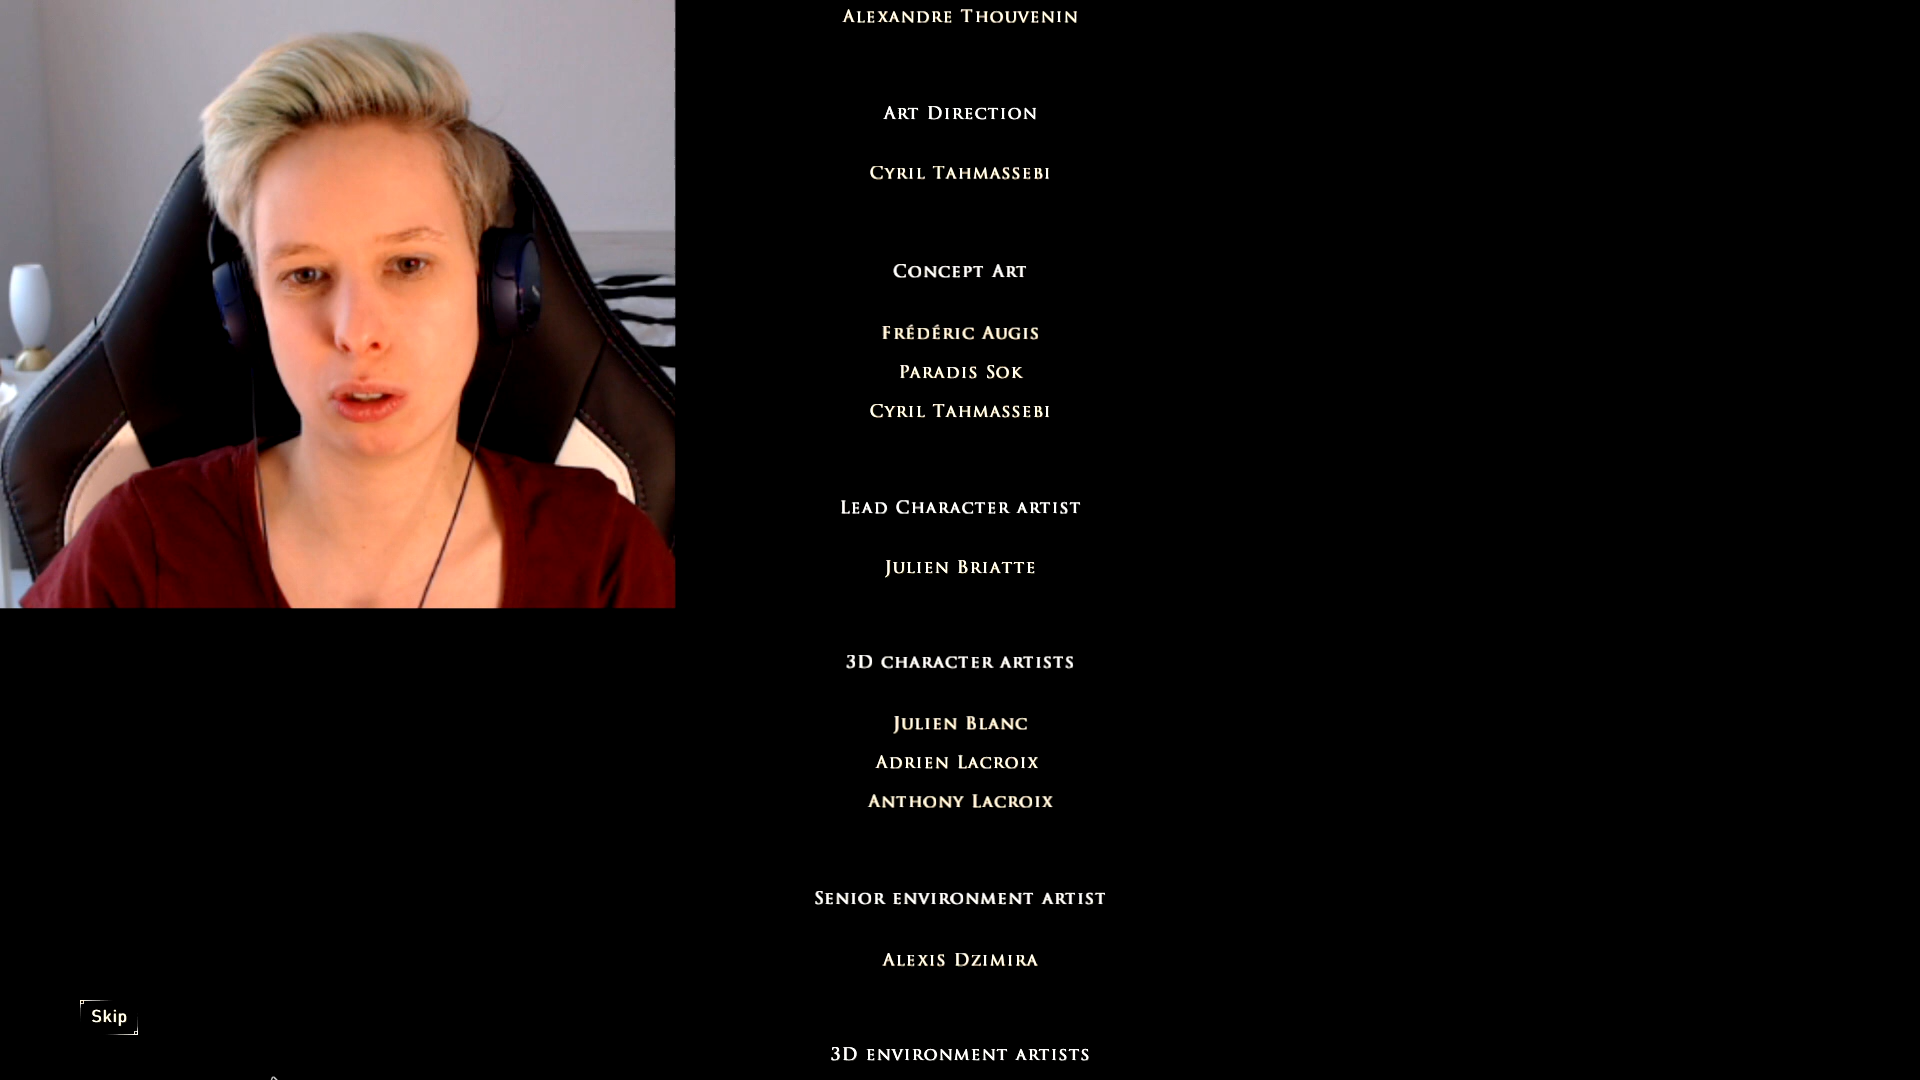 Alexandre Thouvenin
Art Direction
Cyril Tahmassebi
Concept Art
Frédéric Augis
Paradis Sok
Cyril Tahmassebi
Lead Character artist
Julien Briatte
3D character artists
Julien Blanc
Adrien Lacroix
Anthony Lacroix
Senior environment artist
Alexis Dzimira
Skip
3D environment artists